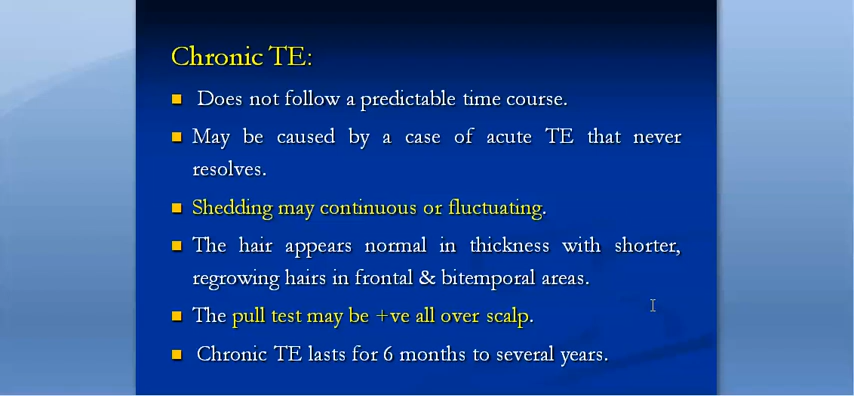 Chronic TE:
Does not follow a predictable time course.
May be caused by a case of acute TE that never
resolves.
Shedding may continuous or fluctuating.
The hair appears normal in thickness with shorter,
regrowing hairs in frontal & bitemporal areas.
The pull test may be +ve all over scalp.
Chronic TE lasts for 6 months to several years.